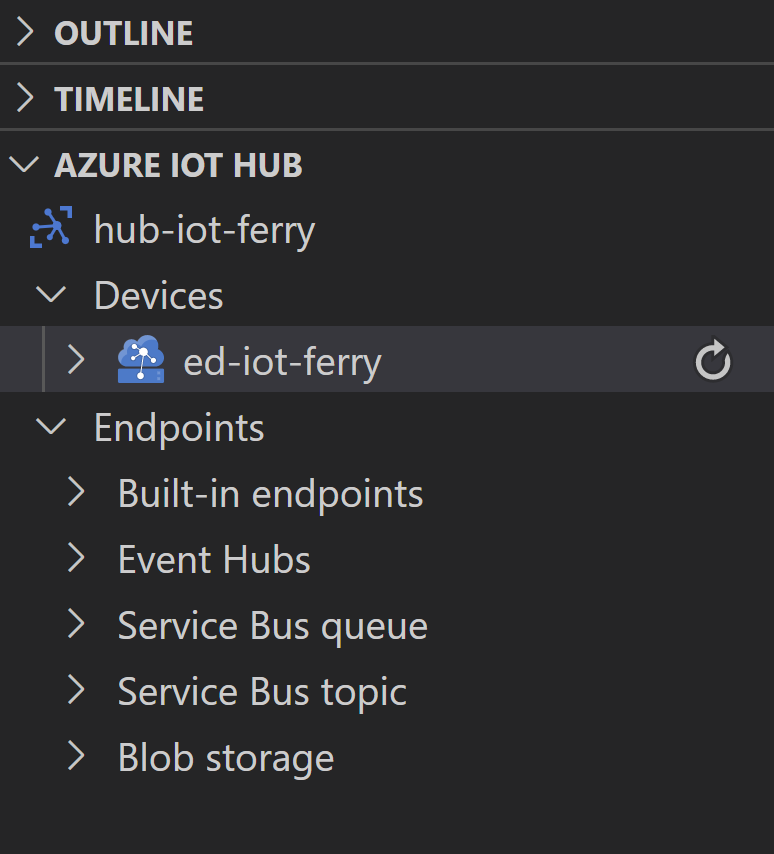 OUTLINE
TIMELINE
AZURE IOT HUB
hub-iot-ferry
Devices
ed-iot-ferry
Endpoints
Built-in endpoints
Event Hubs
Service Bus queue
Service Bus topic
Blob storage